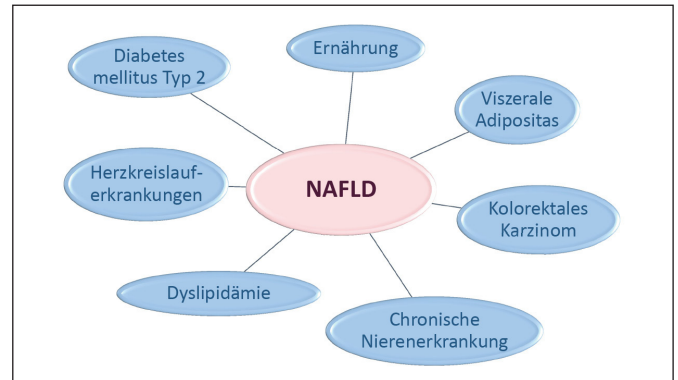 Ernährung
Diabetes
mellitus Typ 2
Viszerale
Adipositas
Herzkreislauf-
erkrankungen
NAFLD
Kolorektales
Karzinom
Dyslipidämie
Chronische
Nierenerkrankung